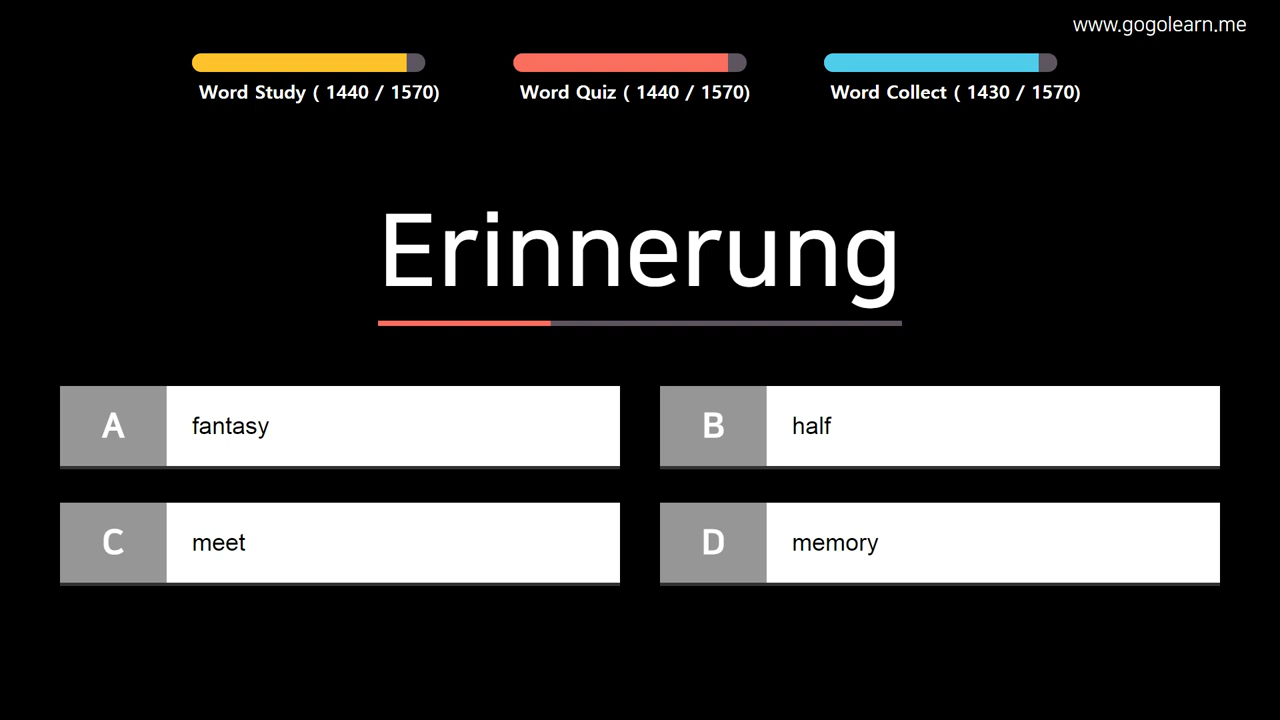 www.gogolearn.me
Word Study ( 1440 / 1570)
Word Quiz ( 1440 / 1570)
Word Collect ( 1430 / 1570)
Erinnerung
A fantasy
B half
C meet
D memory